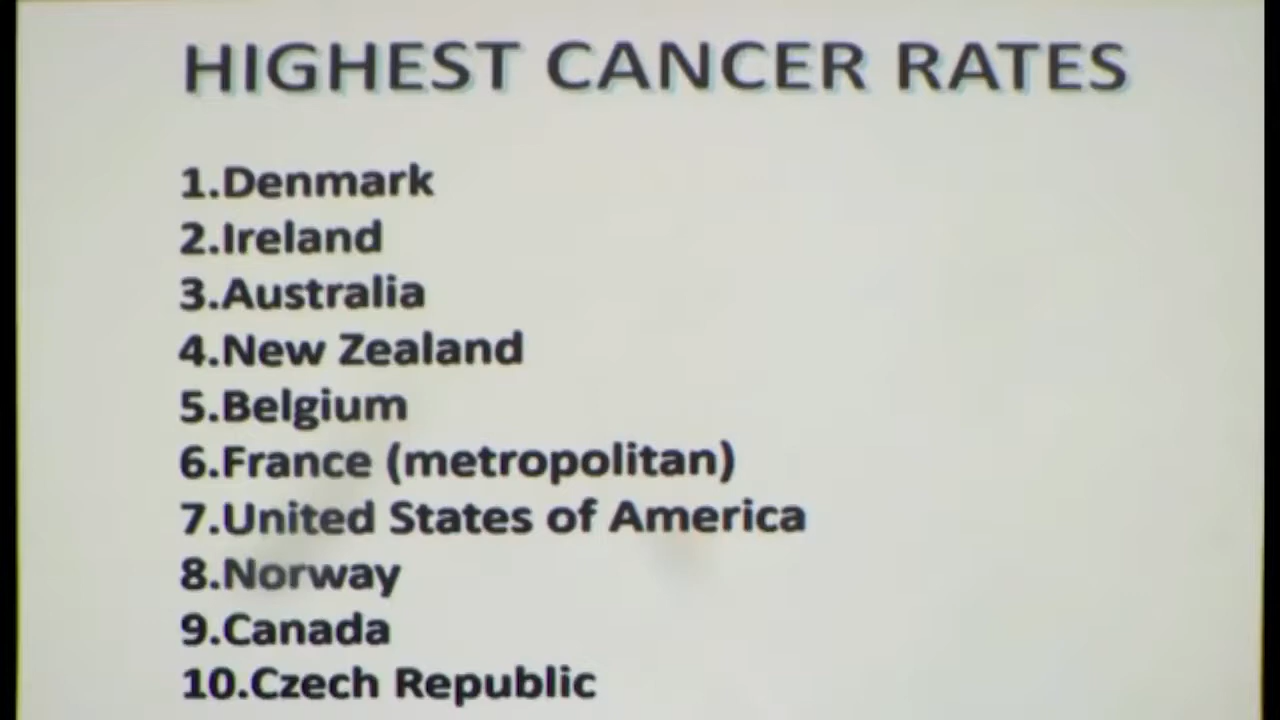 HIGHEST CANCER RATES
1.Denmark
2.Ireland
3.Australia
4.New Zealand
5.Belgium
6.France (metropolitan)
7.United States of America
8.Norway
9.Canada
10.Czech Republic